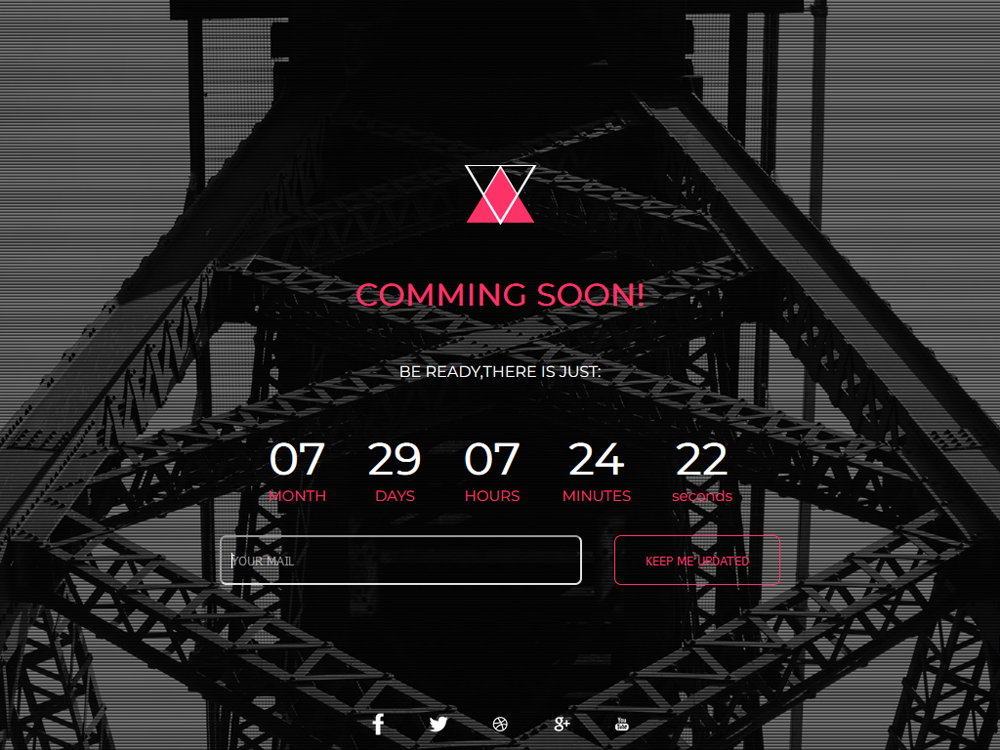 COMMING SOON!
BE READY,THERE IS JUST:
07 29 07 24 22
MONTH DAYS HOURS MINUTES seconds
YOUR MAIL KEEP ME UPDATED
f g+ You Tube